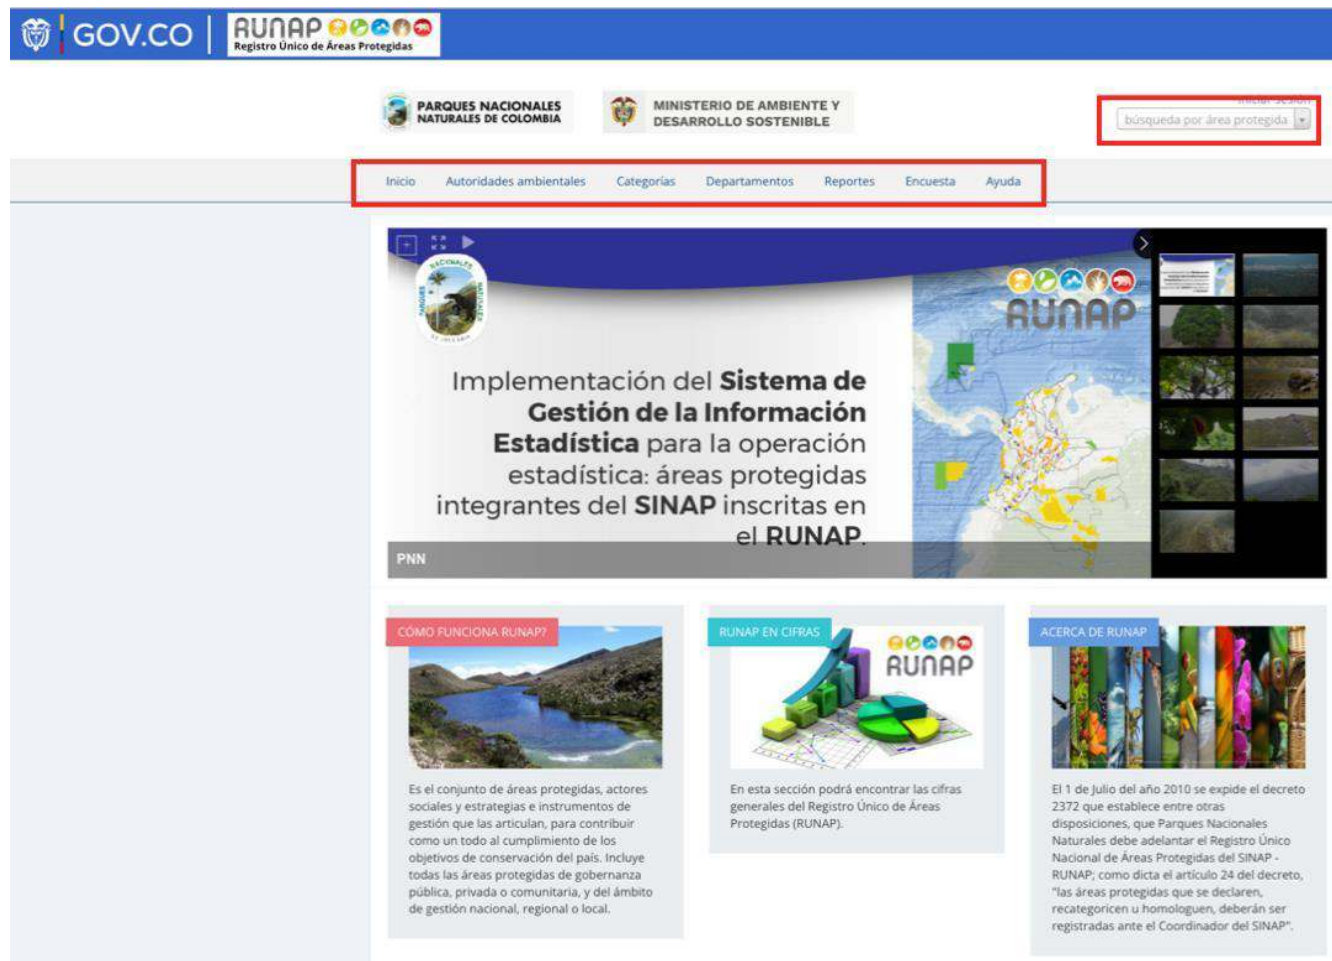 GOV.CO
RUNAP
Registro Único de Áreas Protegidas
PARQUES NACIONALES
NATURALES DE COLOMBIA
MINISTERIO DE AMBIENTE Y
DESARROLLO SOSTENIBLE
Iniciar sesión
búsqueda por área protegida
Inicio Autoridades ambientales Categorías Departamentos Reportes Encuesta Ayuda
PARQUES NACIONALES NATURALES
RUNAP
Implementación del Sistema de
Gestión de la Información
Estadística para la operación
estadística: áreas protegidas
integrantes del SINAP inscritas en
el RUNAP.
PNN
CÓMO FUNCIONA RUNAP?
Es el conjunto de áreas protegidas, actores
sociales y estrategias e instrumentos de
gestión que las articulan, para contribuir
como un todo al cumplimiento de los
objetivos de conservación del país. Incluye
todas las áreas protegidas de gobernanza
pública, privada o comunitaria, y del ámbito
de gestión nacional, regional o local.
RUNAP EN CIFRAS
RUNAP
En esta sección podrá encontrar las cifras
generales del Registro Único de Áreas
Protegidas (RUNAP).
ACERCA DE RUNAP
El 1 de Julio del año 2010 se expide el decreto
2372 que establece entre otras
disposiciones, que Parques Nacionales
Naturales debe adelantar el Registro Único
Nacional de Áreas Protegidas del SINAP -
RUNAP; como dicta el artículo 24 del decreto,
"las áreas protegidas que se declaren,
recategoricen u homologuen, deberán ser
registradas ante el Coordinador del SINAP".